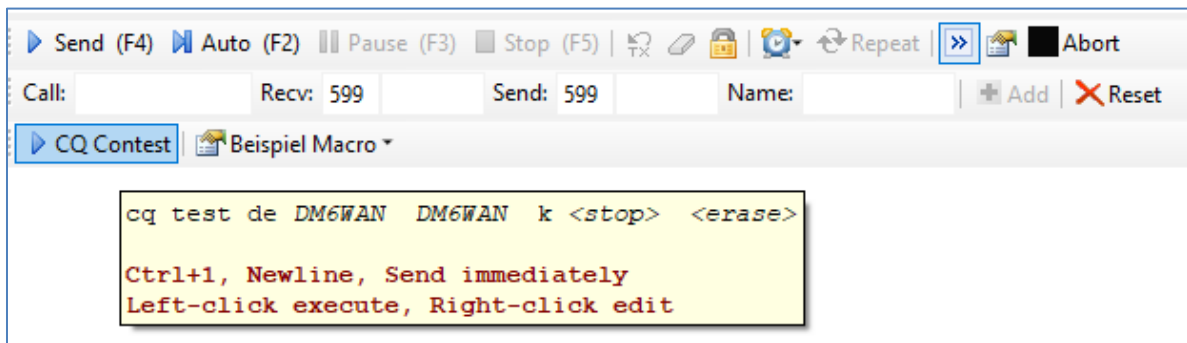 Send (F4) Auto (F2) Pause (F3) Stop (F5) TX Repeat Abort
Call: Recv: 599 Send: 599 Name: Add Reset
CQ Contest Beispiel Macro
cq test de DM6WAN DM6WAN k <stop> <erase>
Ctrl+1, Newline, Send immediately
Left-click execute, Right-click edit